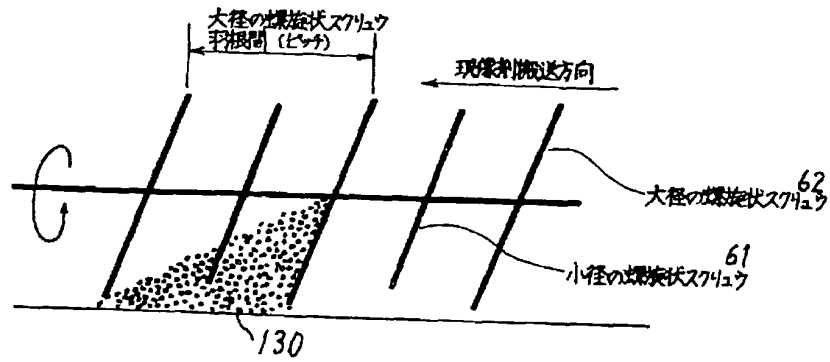 大径の螺旋状スクリュウ
羽根間(ピッチ)
現像剤搬送方向
62
大径の螺旋状スクリュウ
61
小径の螺旋状スクリュウ
130